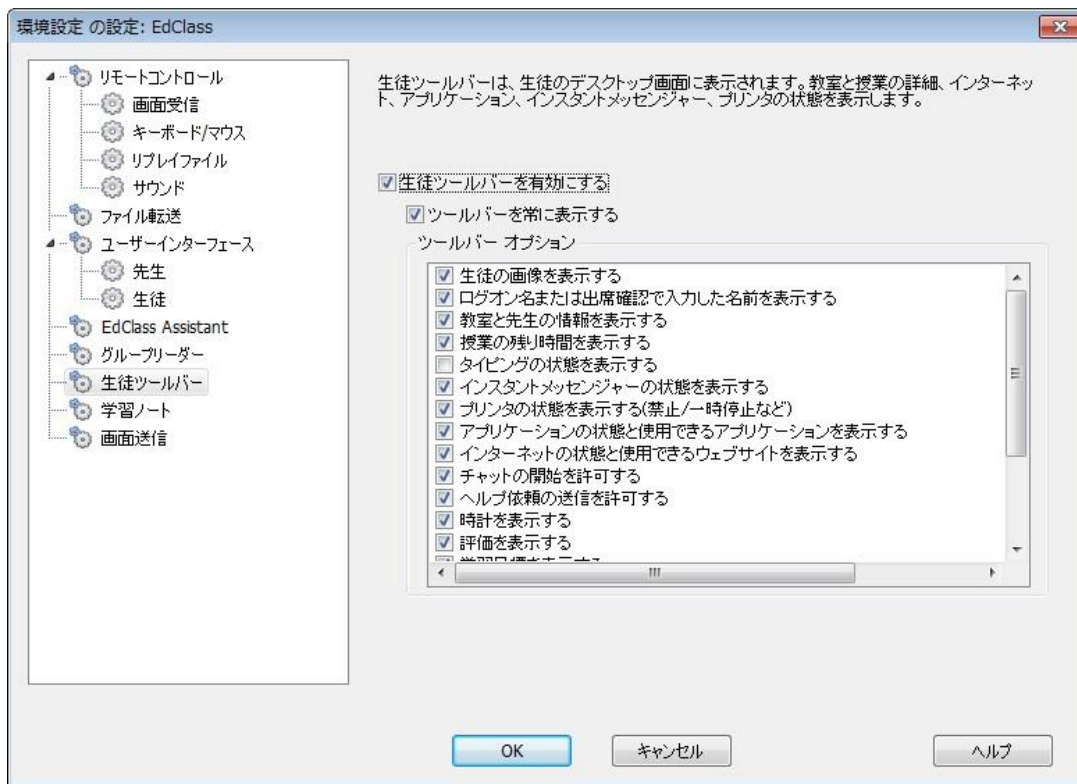 環境設定 の設定: EdClass
リモートコントロール
画面受信
キーボード/マウス
リプレイファイル
サウンド
ファイル転送
ユーザーインターフェース
先生
生徒
EdClass Assistant
グループリーダー
生徒ツールバー
学習ノート
画面送信
生徒ツールバーは、生徒のデスクトップ画面に表示されます。教室と授業の詳細、インターネッ
ト、アプリケーション、インスタントメッセンジャー、プリンタの状態を表示します。
生徒ツールバーを有効にする
ツールバーを常に表示する
ツールバー オプション
生徒の画像を表示する
ログオン名または出席確認で入力した名前を表示する
教室と先生の情報を表示する
授業の残り時間を表示する
タイピングの状態を表示する
インスタントメッセンジャーの状態を表示する
プリンタの状態を表示する(禁止/一時停止など)
アプリケーションの状態と使用できるアプリケーションを表示する
インターネットの状態と使用できるウェブサイトを表示する
チャットの開始を許可する
ヘルプ依頼の送信を許可する
時計を表示する
評価を表示する
OK
キャンセル
ヘルプ